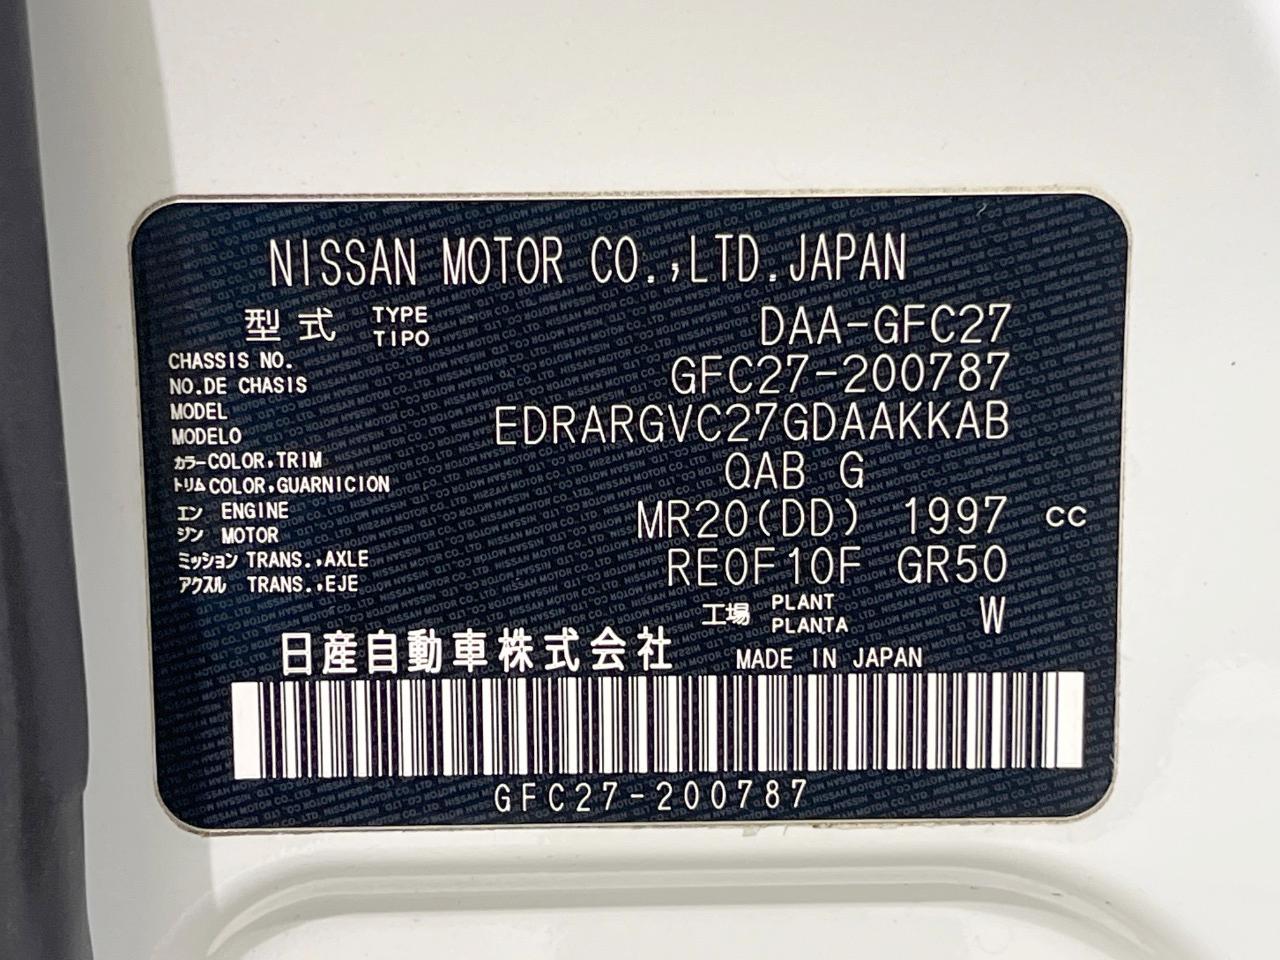 NISSAN MOTOR CO.,LTD.JAPAN
型式 TYPE TIPO DAA-GFC27
CHASSIS NO.
NO.DE CHASIS GFC27-200787
MODEL
MODELO EDRARGVC27GDAAKKAB
カラー COLOR,TRIM
トリム COLOR,GUARNICION QAB G
エン ENGINE
ジン MOTOR MR20(DD) 1997 cc
ミッション TRANS.,AXLE
アクスル TRANS.,EJE RE0F10F GR50
工場 PLANT PLANTA W
日産自動車株式会社 MADE IN JAPAN
GFC27-200787